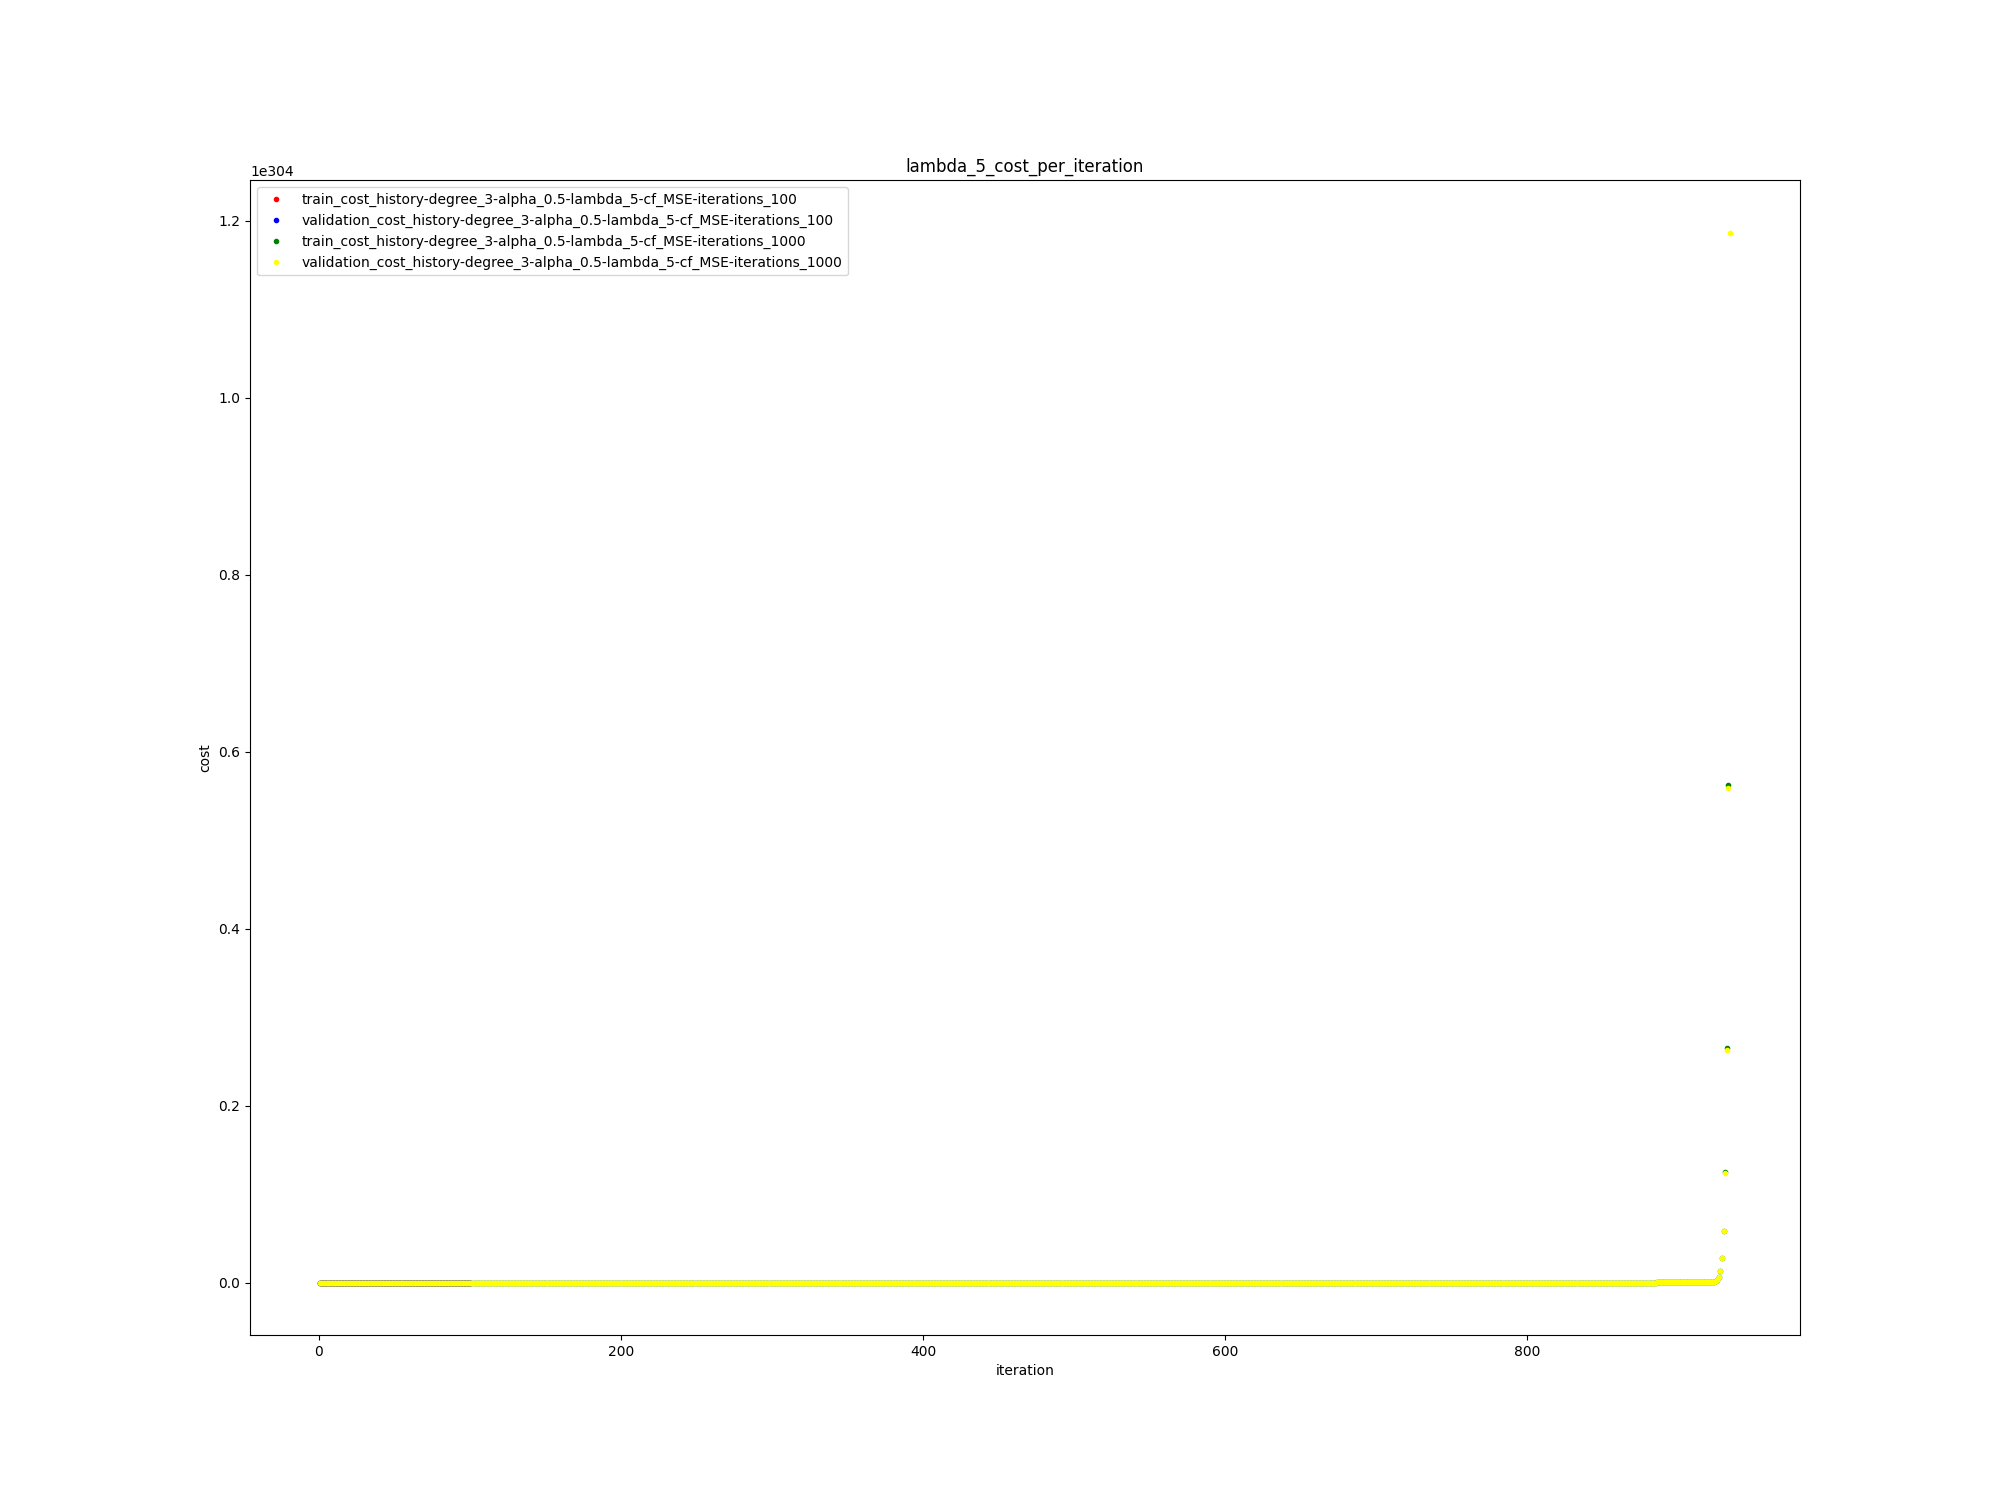 lambda_5_cost_per_iteration
1e304
train_cost_history-degree_3-alpha_0.5-lambda_5-cf_MSE-iterations_100
validation_cost_history-degree_3-alpha_0.5-lambda_5-cf_MSE-iterations_100
train_cost_history-degree_3-alpha_0.5-lambda_5-cf_MSE-iterations_1000
validation_cost_history-degree_3-alpha_0.5-lambda_5-cf_MSE-iterations_1000
1.2
1.0
0.8
0.6
cost
0.4
0.2
0.0
0 200 400 600 800
iteration